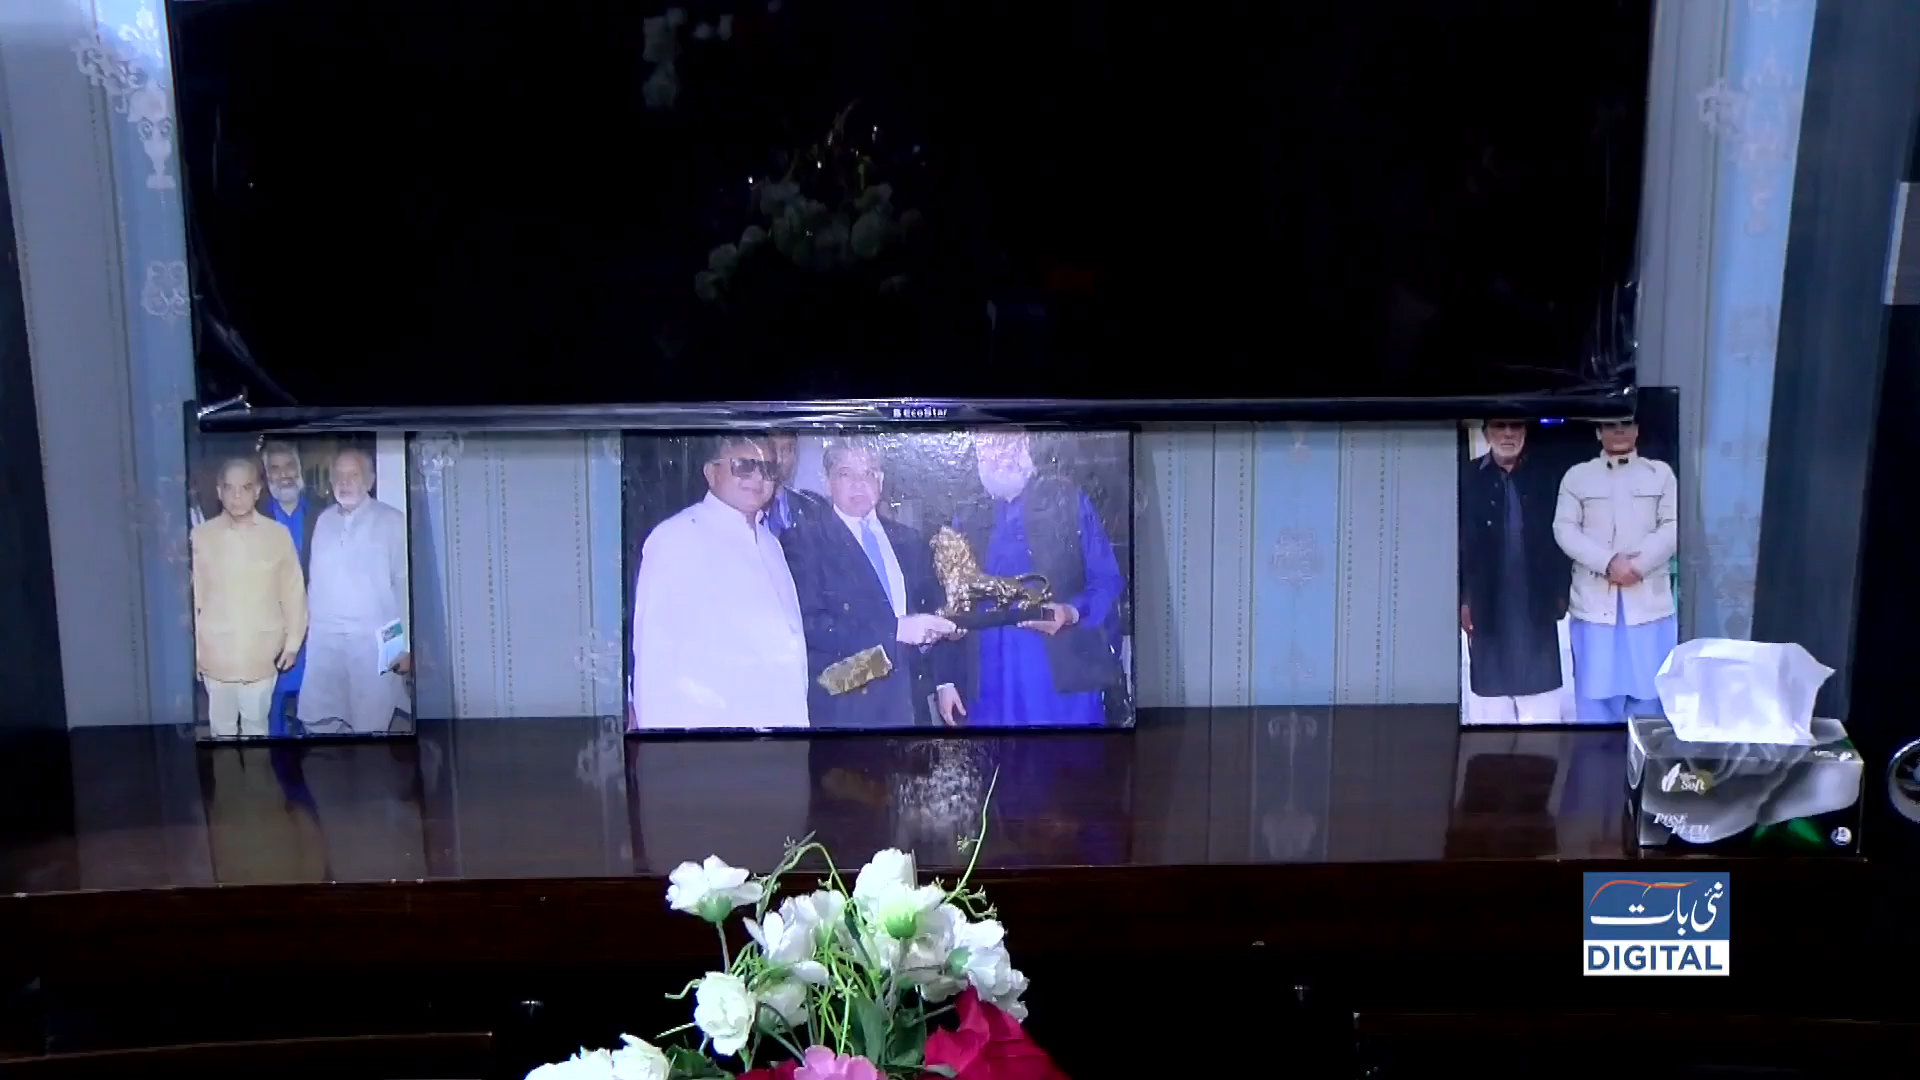 EcoStar
Soft
ROSE
PETAL
نئی بات
DIGITAL